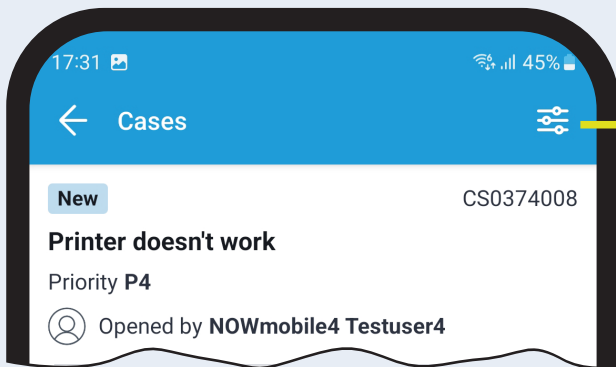 17:31 45%
Cases
New CS0374008
Printer doesn't work
Priority P4
Opened by NOWmobile4 Testuser4